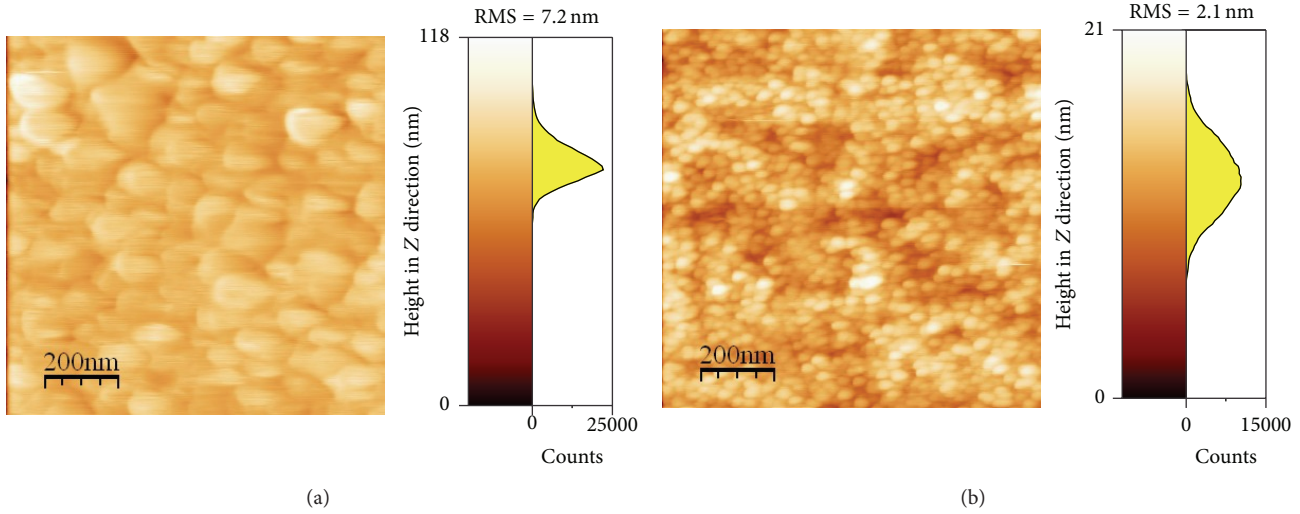 RMS = 7.2 nm
118
Height in Z direction (nm)
0
0
25000
Counts
200nm
(a)
RMS = 2.1 nm
21
Height in Z direction (nm)
0
0
15000
Counts
200nm
(b)